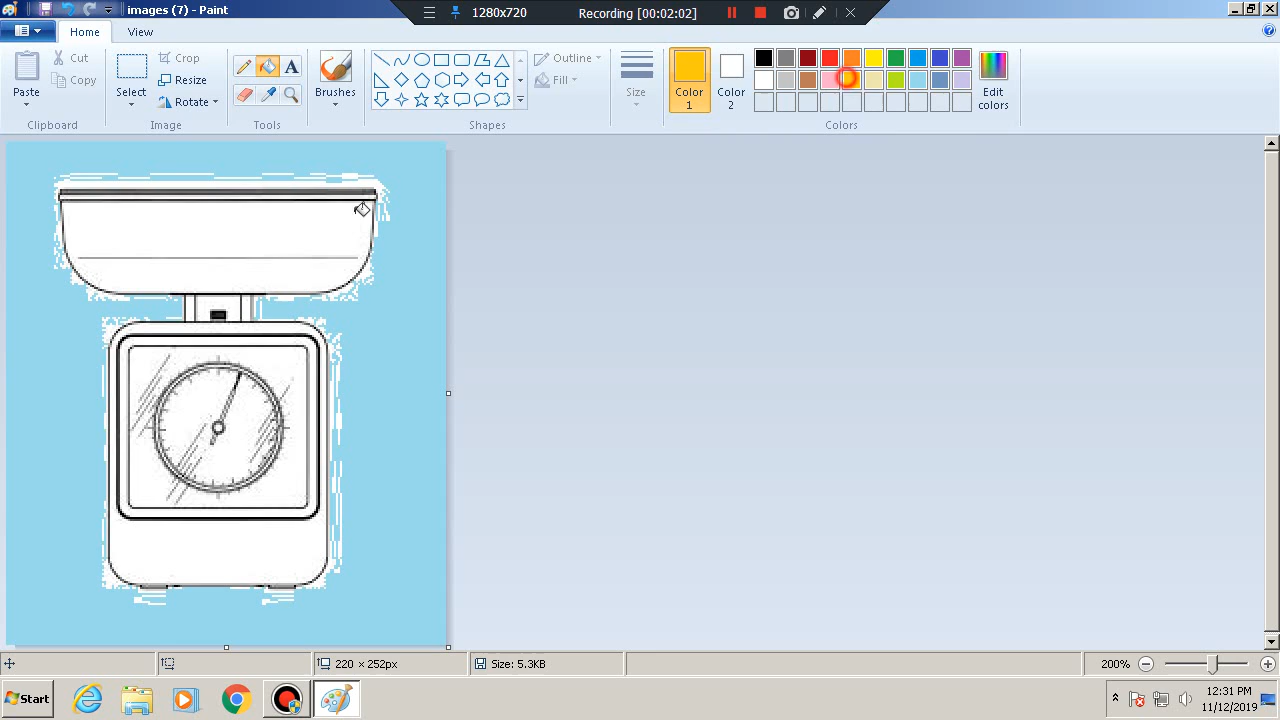 images (7) - Paint
1280x720
Recording [00:02:02]
Home
View
Paste
Cut
Copy
Clipboard
Select
Crop
Resize
Rotate
Image
Tools
Brushes
Outline
Fill
Shapes
Size
Color 1
Color 2
Edit colors
Colors
220 × 252px
Size: 5.3KB
200%
Start
12:31 PM
11/12/2019